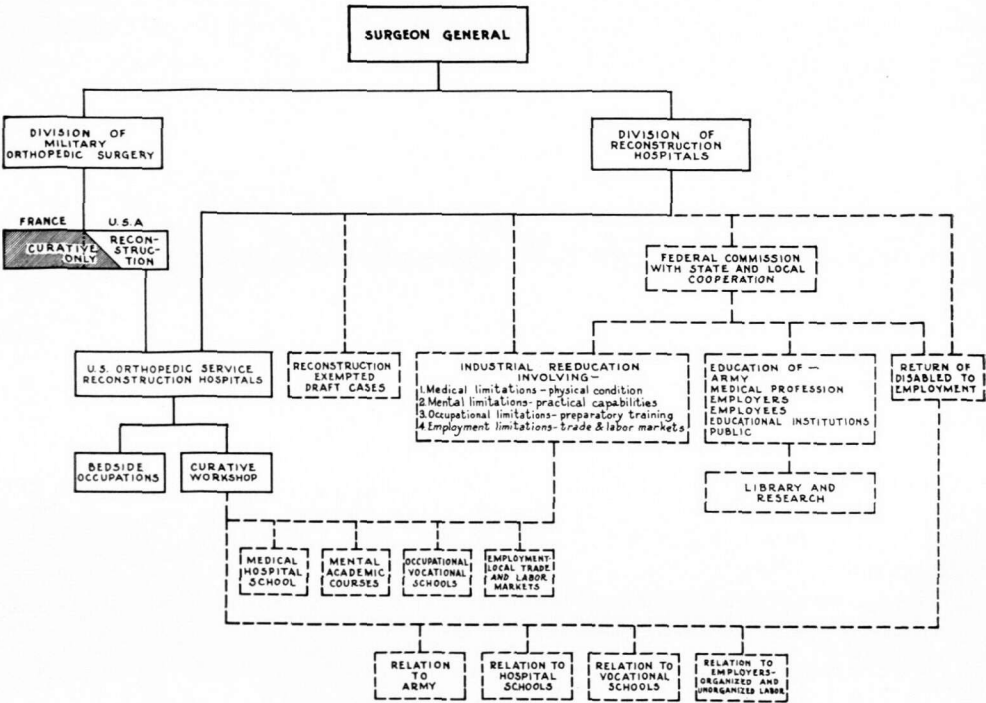 SURGEON GENERAL
DIVISION OF
MILITARY
ORTHOPEDIC SURGERY
DIVISION OF
RECONSTRUCTION
HOSPITALS
FRANCE U.S.A
CURATIVE
ONLY
RECON-
STRUC-
TION
FEDERAL COMMISSION
WITH STATE AND LOCAL
COOPERATION
U.S. ORTHOPEDIC SERVICE
RECONSTRUCTION HOSPITALS
RECONSTRUCTION
EXEMPTED
DRAFT CASES
INDUSTRIAL REEDUCATION
INVOLVING-
1. Medical limitations-physical condition
2. Mental limitations-practical capabilities
3. Occupational limitations-preparatory training
4. Employment limitations-trade & labor markets
EDUCATION OF -
ARMY
MEDICAL PROFESSION
EMPLOYERS
EMPLOYEES
EDUCATIONAL INSTITUTIONS
PUBLIC
RETURN OF
DISABLED TO
EMPLOYMENT
BEDSIDE
OCCUPATIONS
CURATIVE
WORKSHOP
LIBRARY AND
RESEARCH
MEDICAL
HOSPITAL
SCHOOL
MENTAL
ACADEMIC
COURSES
OCCUPATIONAL
VOCATIONAL
SCHOOLS
EMPLOYMENT-
LOCAL TRADE
AND LABOR
MARKETS
RELATION
TO
ARMY
RELATION TO
HOSPITAL
SCHOOLS
RELATION TO
VOCATIONAL
SCHOOLS
RELATION TO
EMPLOYERS-
ORGANIZED AND
UNORGANIZED LABOR